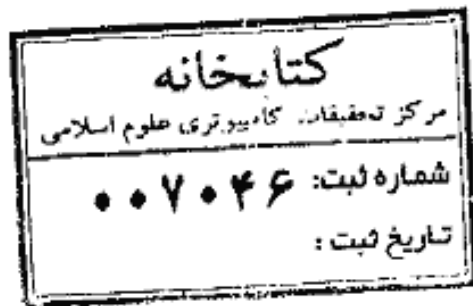 کتابخانه
مرکز تحقیقات کامپیوتری علوم اسلامی
شماره ثبت: ۰۰۷۰۴۶
تاریخ ثبت :